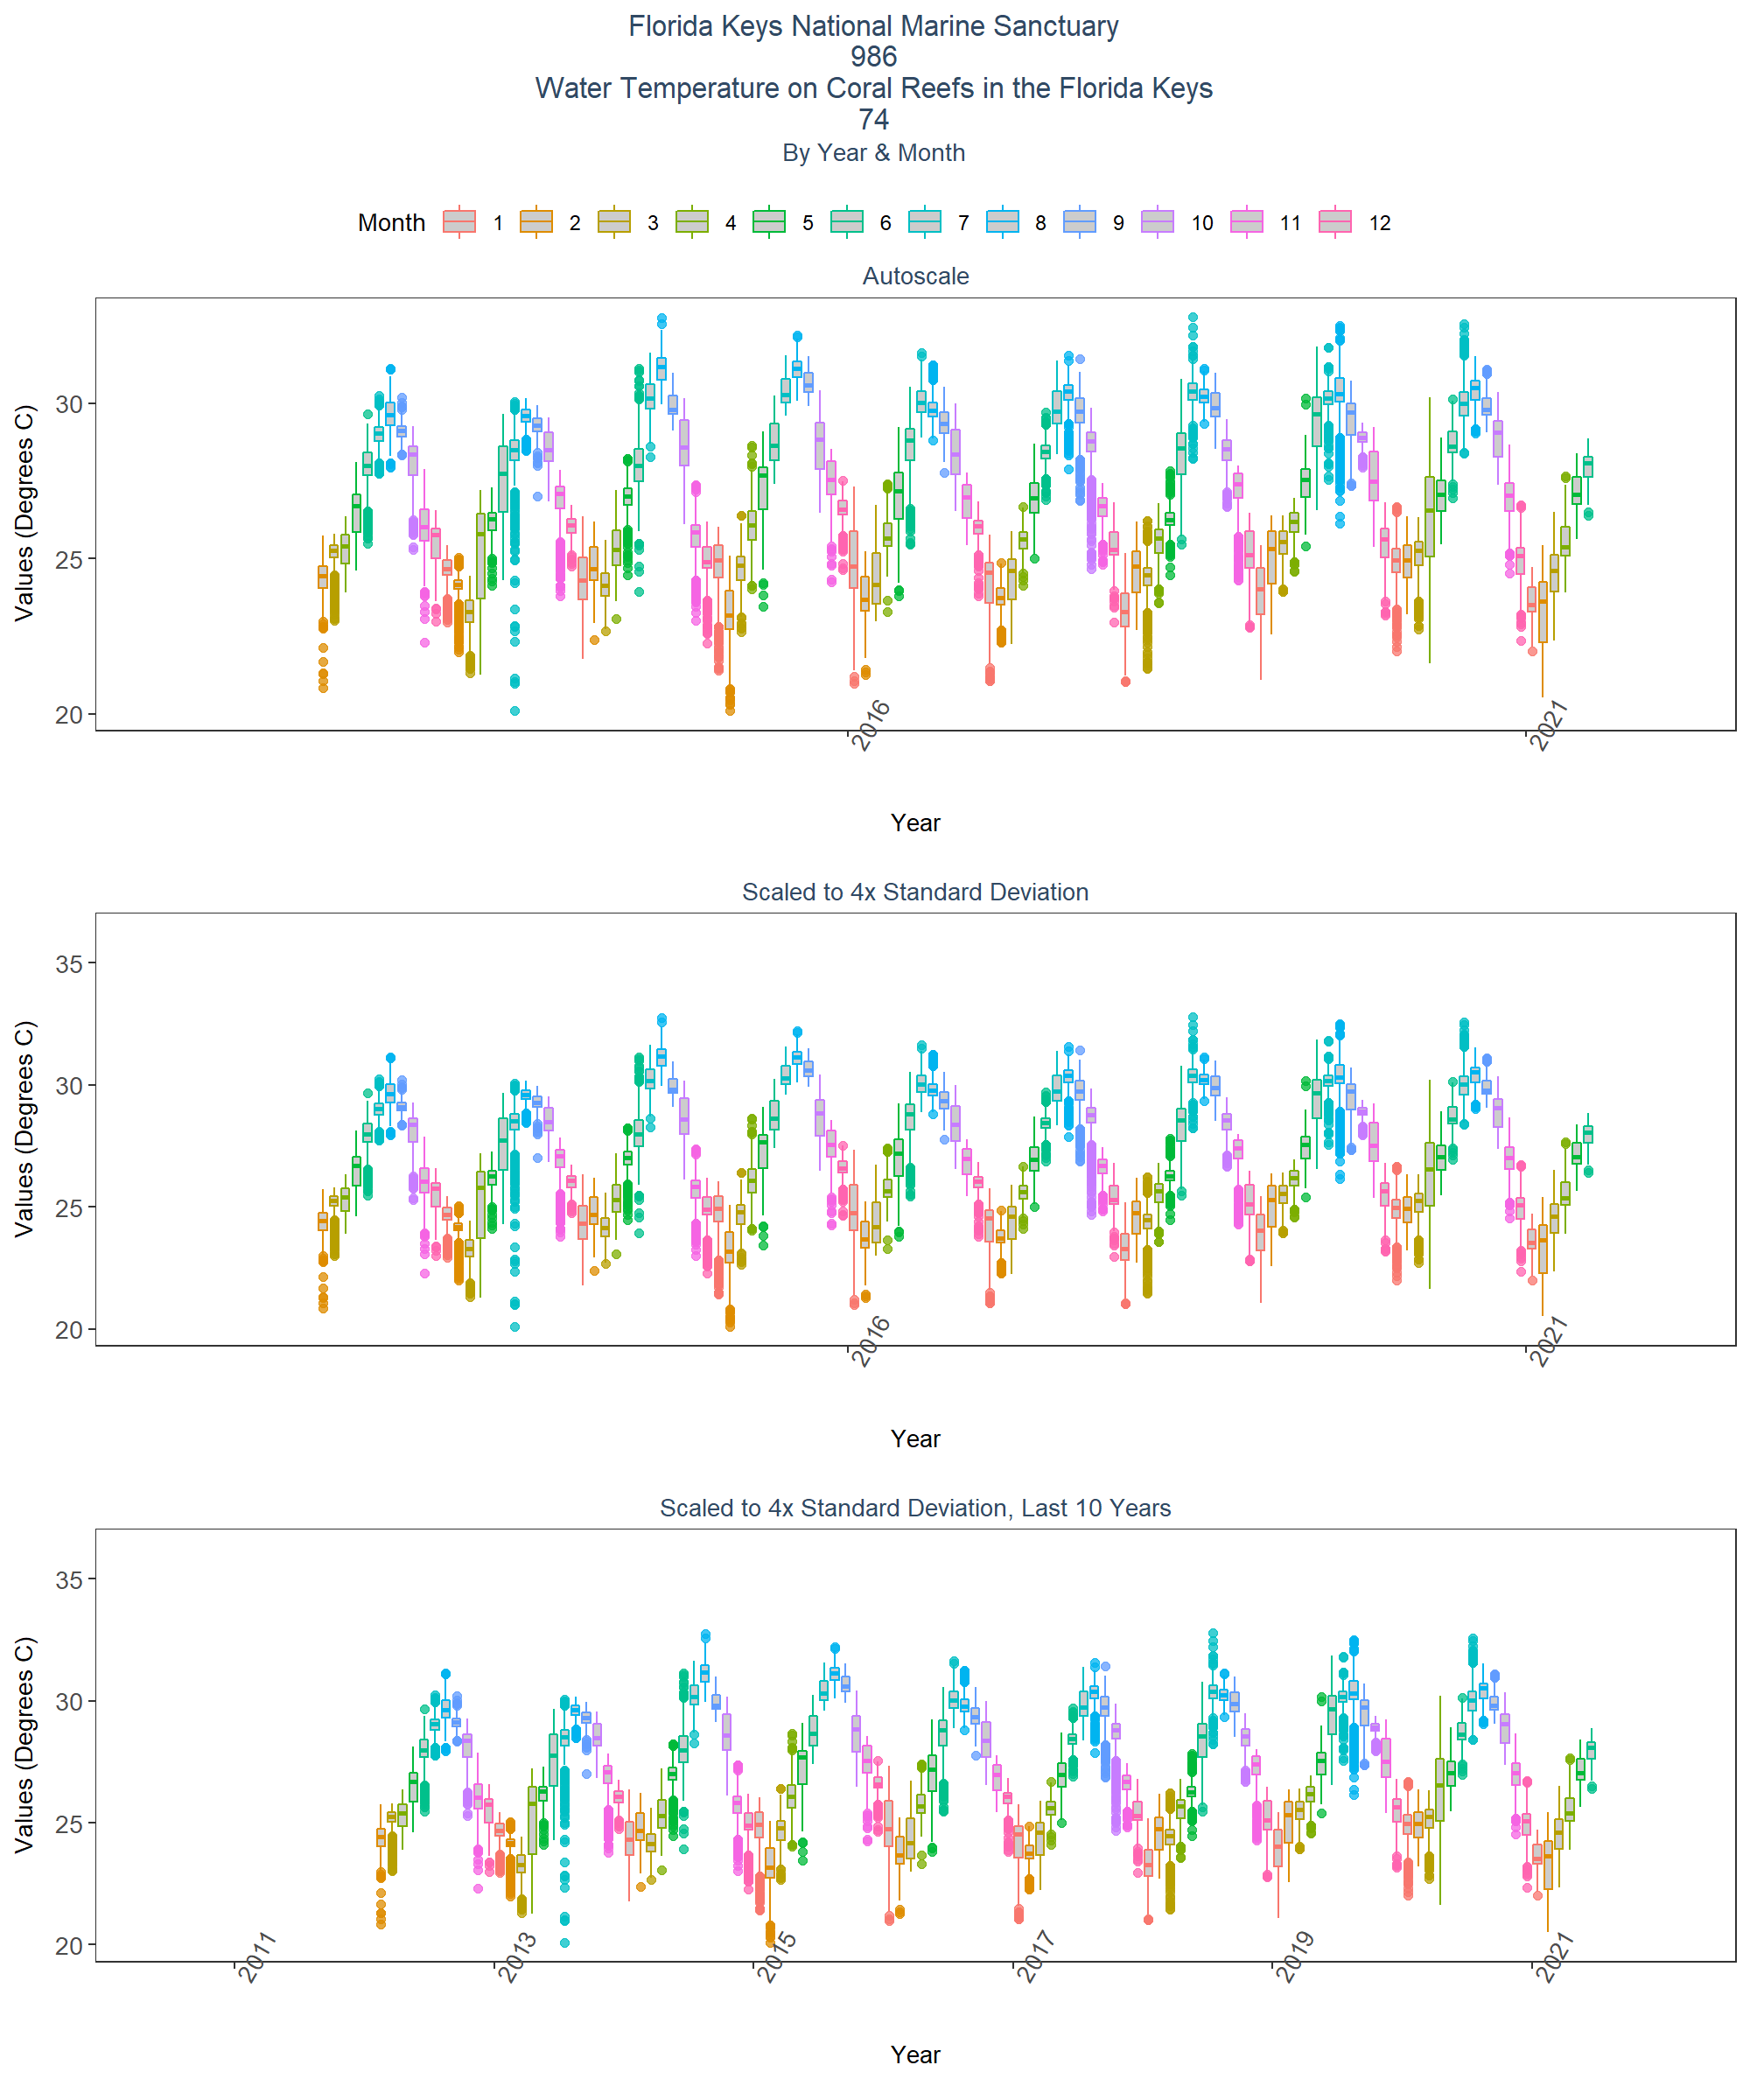 Florida Keys National Marine Sanctuary
986
Water Temperature on Coral Reefs in the Florida Keys
74
By Year & Month
Month 1 2 3 4 5 6 7 8 9 10 11 12
Autoscale
Values (Degrees C)
30
25
20
2016 2021
Year
Scaled to 4x Standard Deviation
Values (Degrees C)
35
30
25
20
2016 2021
Year
Scaled to 4x Standard Deviation, Last 10 Years
Values (Degrees C)
35
30
25
20
2011 2013 2015 2017 2019 2021
Year